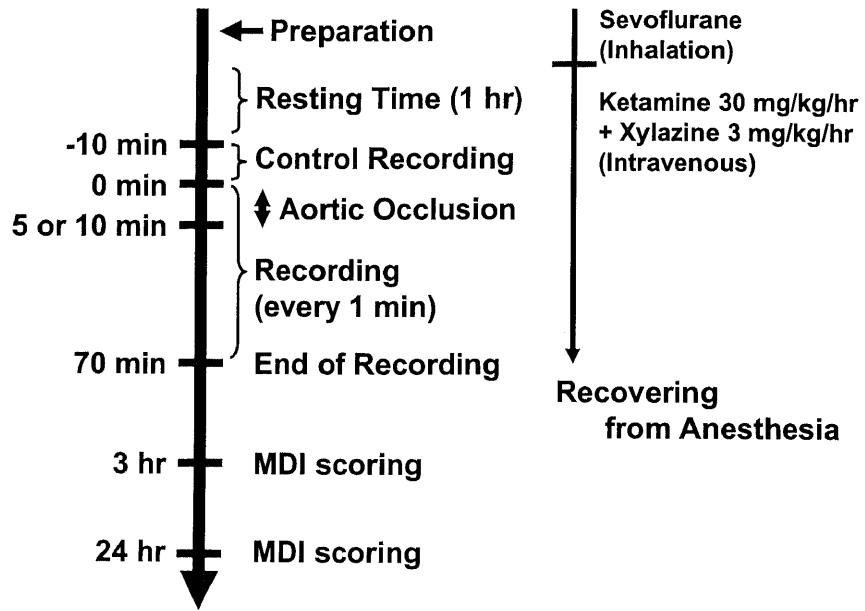 Preparation
Resting Time (1 hr)
-10 min
Control Recording
0 min
Aortic Occlusion
5 or 10 min
Recording
(every 1 min)
70 min
End of Recording
3 hr
MDI scoring
24 hr
MDI scoring
Sevoflurane
(Inhalation)
Ketamine 30 mg/kg/hr
+ Xylazine 3 mg/kg/hr
(Intravenous)
Recovering
from Anesthesia